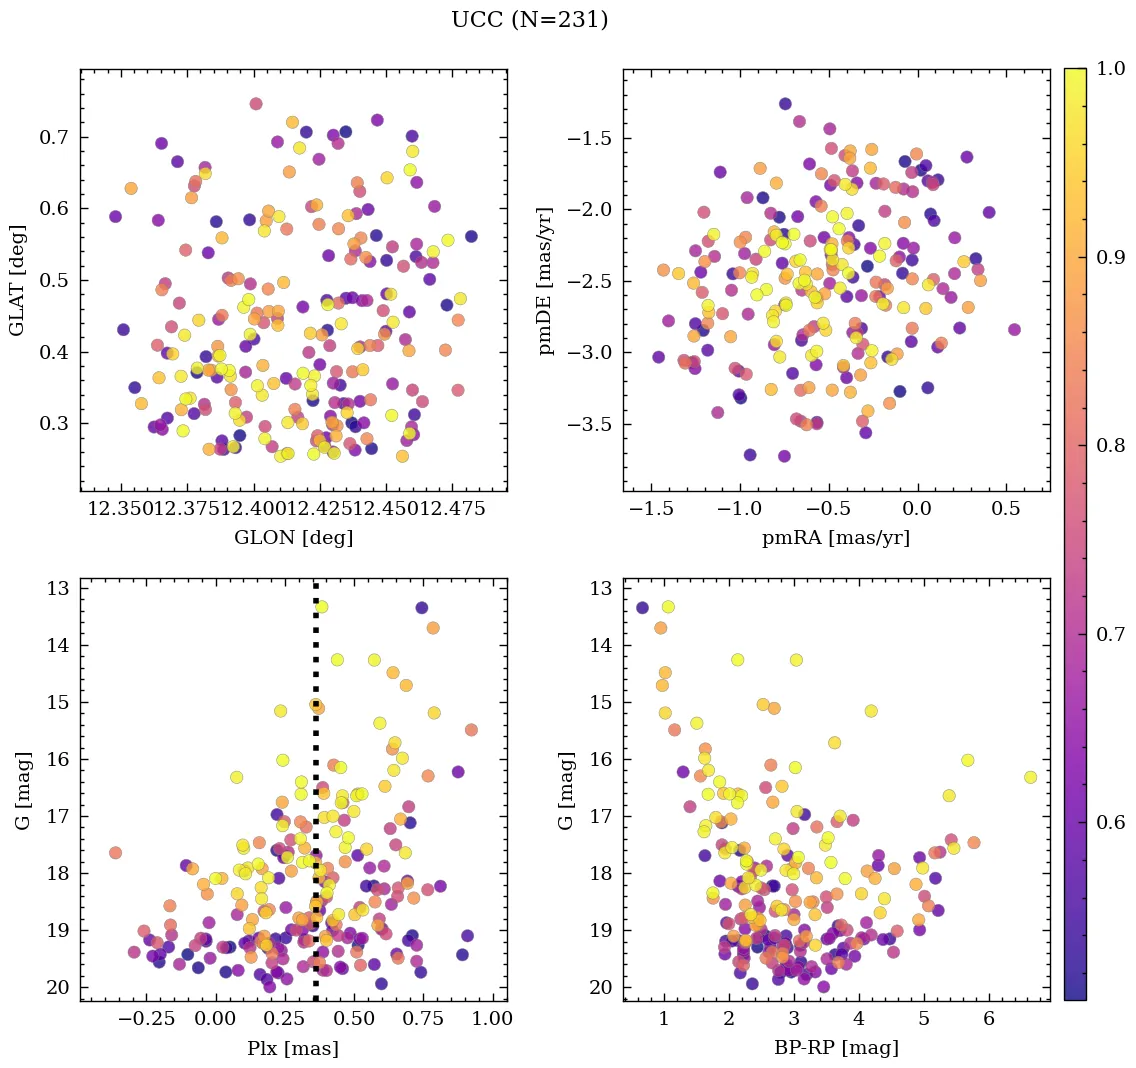 UCC (N=231)
0.7
0.6
0.5
0.4
0.3
GLAT [deg]
12.350 12.375 12.400 12.425 12.450 12.475
GLON [deg]
−1.5
−2.0
−2.5
−3.0
−3.5
pmDE [mas/yr]
−1.5 −1.0 −0.5 0.0 0.5
pmRA [mas/yr]
1.0
0.9
0.8
0.7
0.6
13
14
15
16
17
18
19
20
G [mag]
−0.25 0.00 0.25 0.50 0.75 1.00
Plx [mas]
13
14
15
16
17
18
19
20
G [mag]
1 2 3 4 5 6
BP-RP [mag]